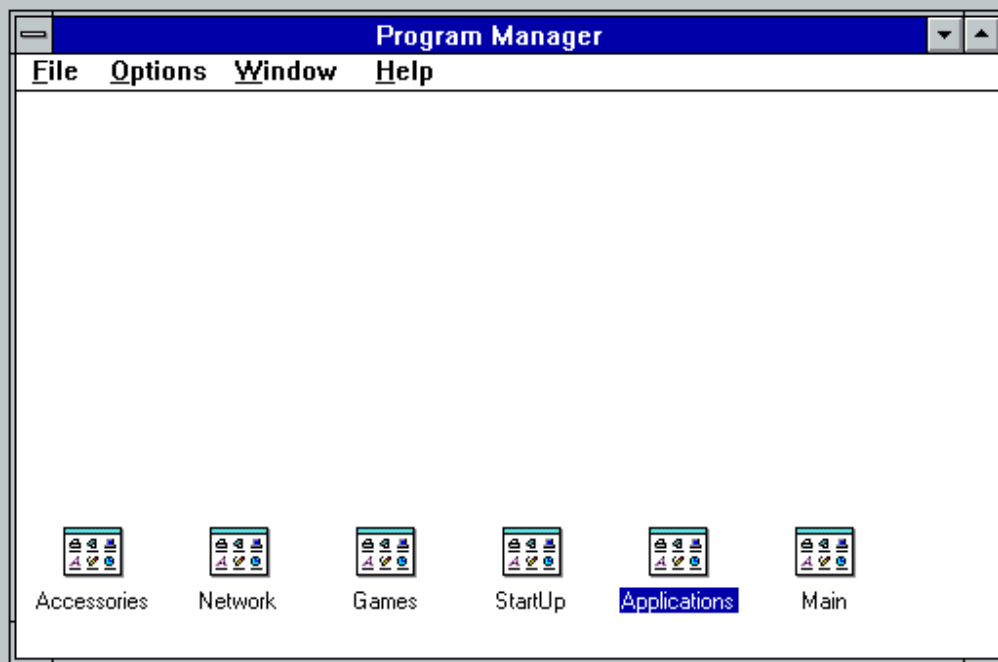 Program Manager
File Options Window Help
Accessories Network Games StartUp Applications Main